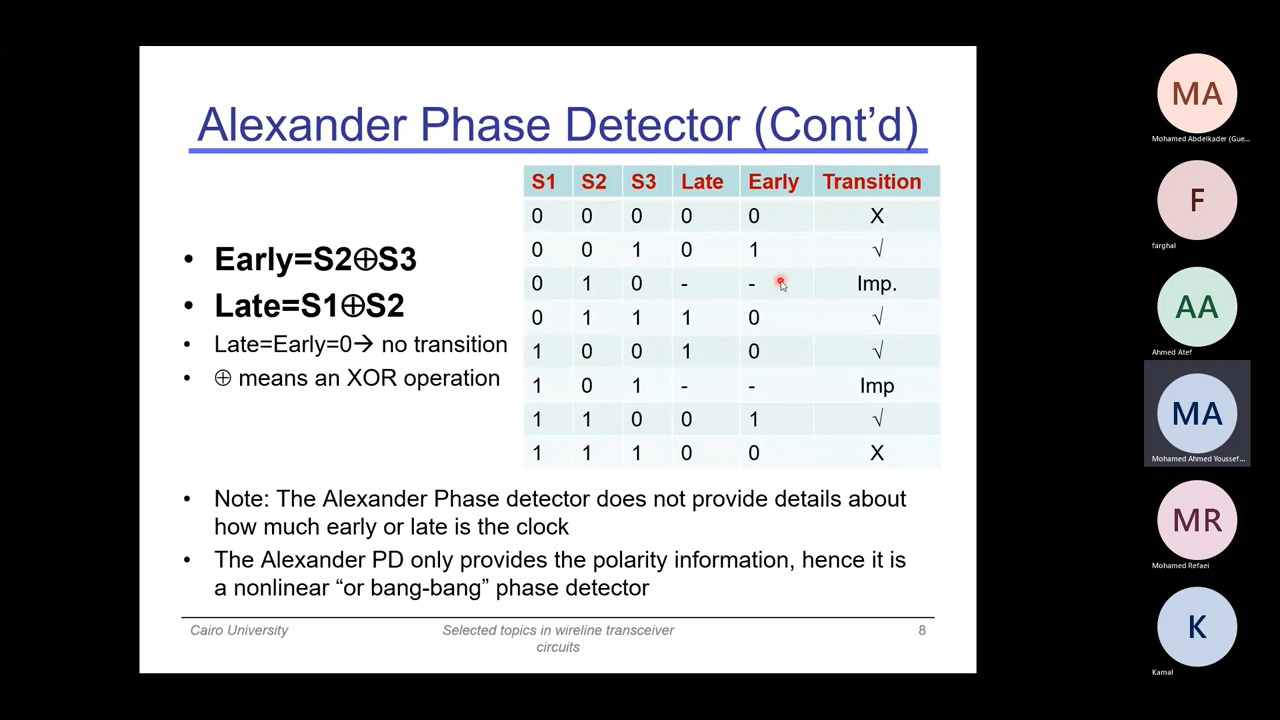 Alexander Phase Detector (Cont’d)
S1 S2 S3 Late Early Transition
0 0 0 0 0 X
0 0 1 0 1 √
0 1 0 - - Imp.
0 1 1 1 0 √
1 0 0 1 0 √
1 0 1 - - Imp
1 1 0 0 1 √
1 1 1 0 0 X
• Early=S2⊕S3
• Late=S1⊕S2
• Late=Early=0→ no transition
• ⊕ means an XOR operation
• Note: The Alexander Phase detector does not provide details about
how much early or late is the clock
• The Alexander PD only provides the polarity information, hence it is
a nonlinear “or bang-bang” phase detector
Cairo University
Selected topics in wireline transceiver
circuits
8
MA
Mohamed Abdelkader (Gue...
F
farghal
AA
Ahmed Atef
MA
Mohamed Ahmed Youssef...
MR
Mohamed Refaei
K
Kamal